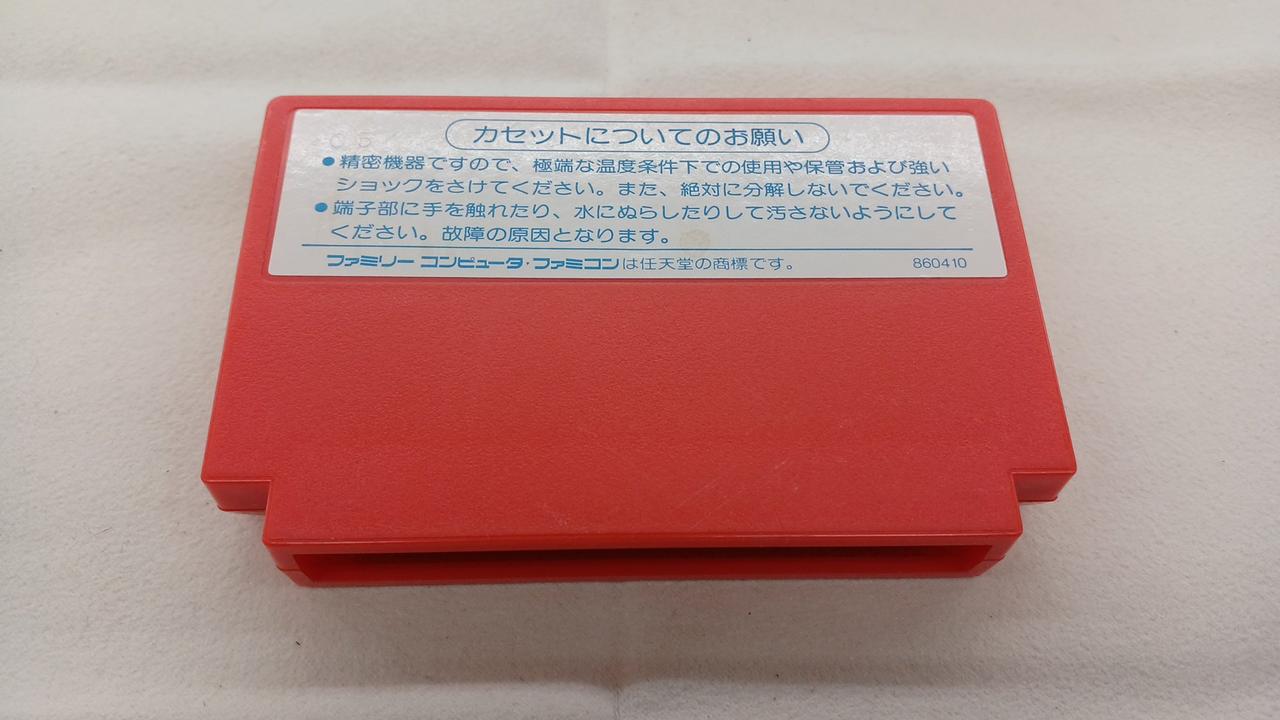 カセットについてのお願い
●精密機器ですので、極端な温度条件下での使用や保管および強い
ショックをさけてください。また、絶対に分解しないでください。
●端子部に手を触れたり、水にぬらしたりして汚さないようにして
ください。故障の原因となります。
ファミリー コンピュータ・ファミコンは任天堂の商標です。 860410